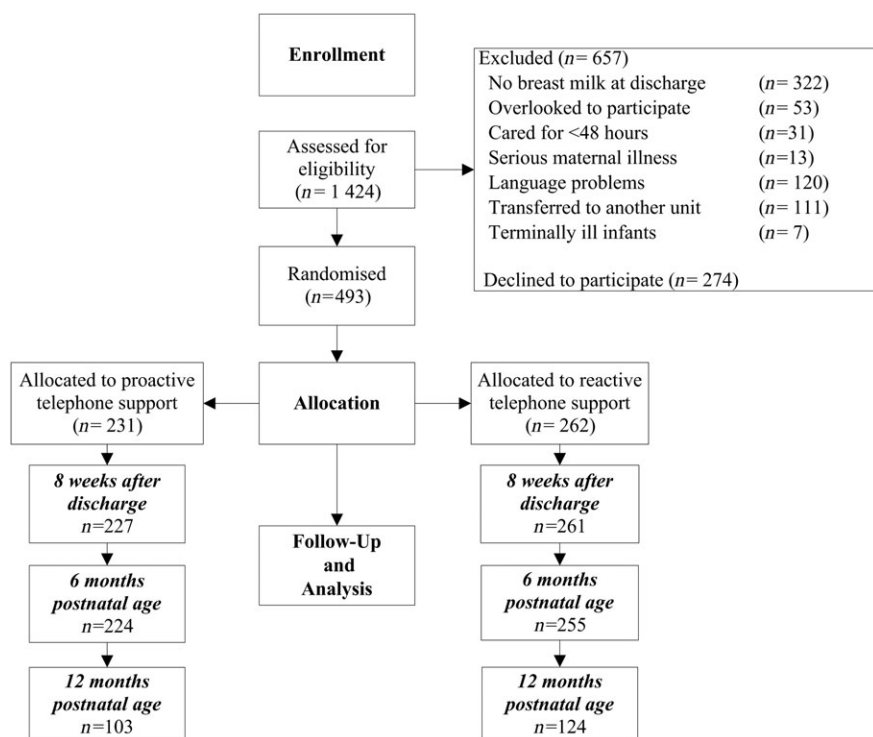 Enrollment
Excluded (n= 657)
No breast milk at discharge (n= 322)
Overlooked to participate (n= 53)
Cared for <48 hours (n=31)
Serious maternal illness (n=13)
Language problems (n= 120)
Transferred to another unit (n= 111)
Terminally ill infants (n= 7)
Declined to participate (n= 274)
Assessed for
eligibility
(n= 1 424)
Randomised
(n=493)
Allocated to proactive
telephone support
(n= 231)
Allocation
Allocated to reactive
telephone support
(n= 262)
8 weeks after
discharge
n=227
8 weeks after
discharge
n=261
Follow-Up
and
Analysis
6 months
postnatal age
n=224
6 months
postnatal age
n=255
12 months
postnatal age
n=103
12 months
postnatal age
n=124